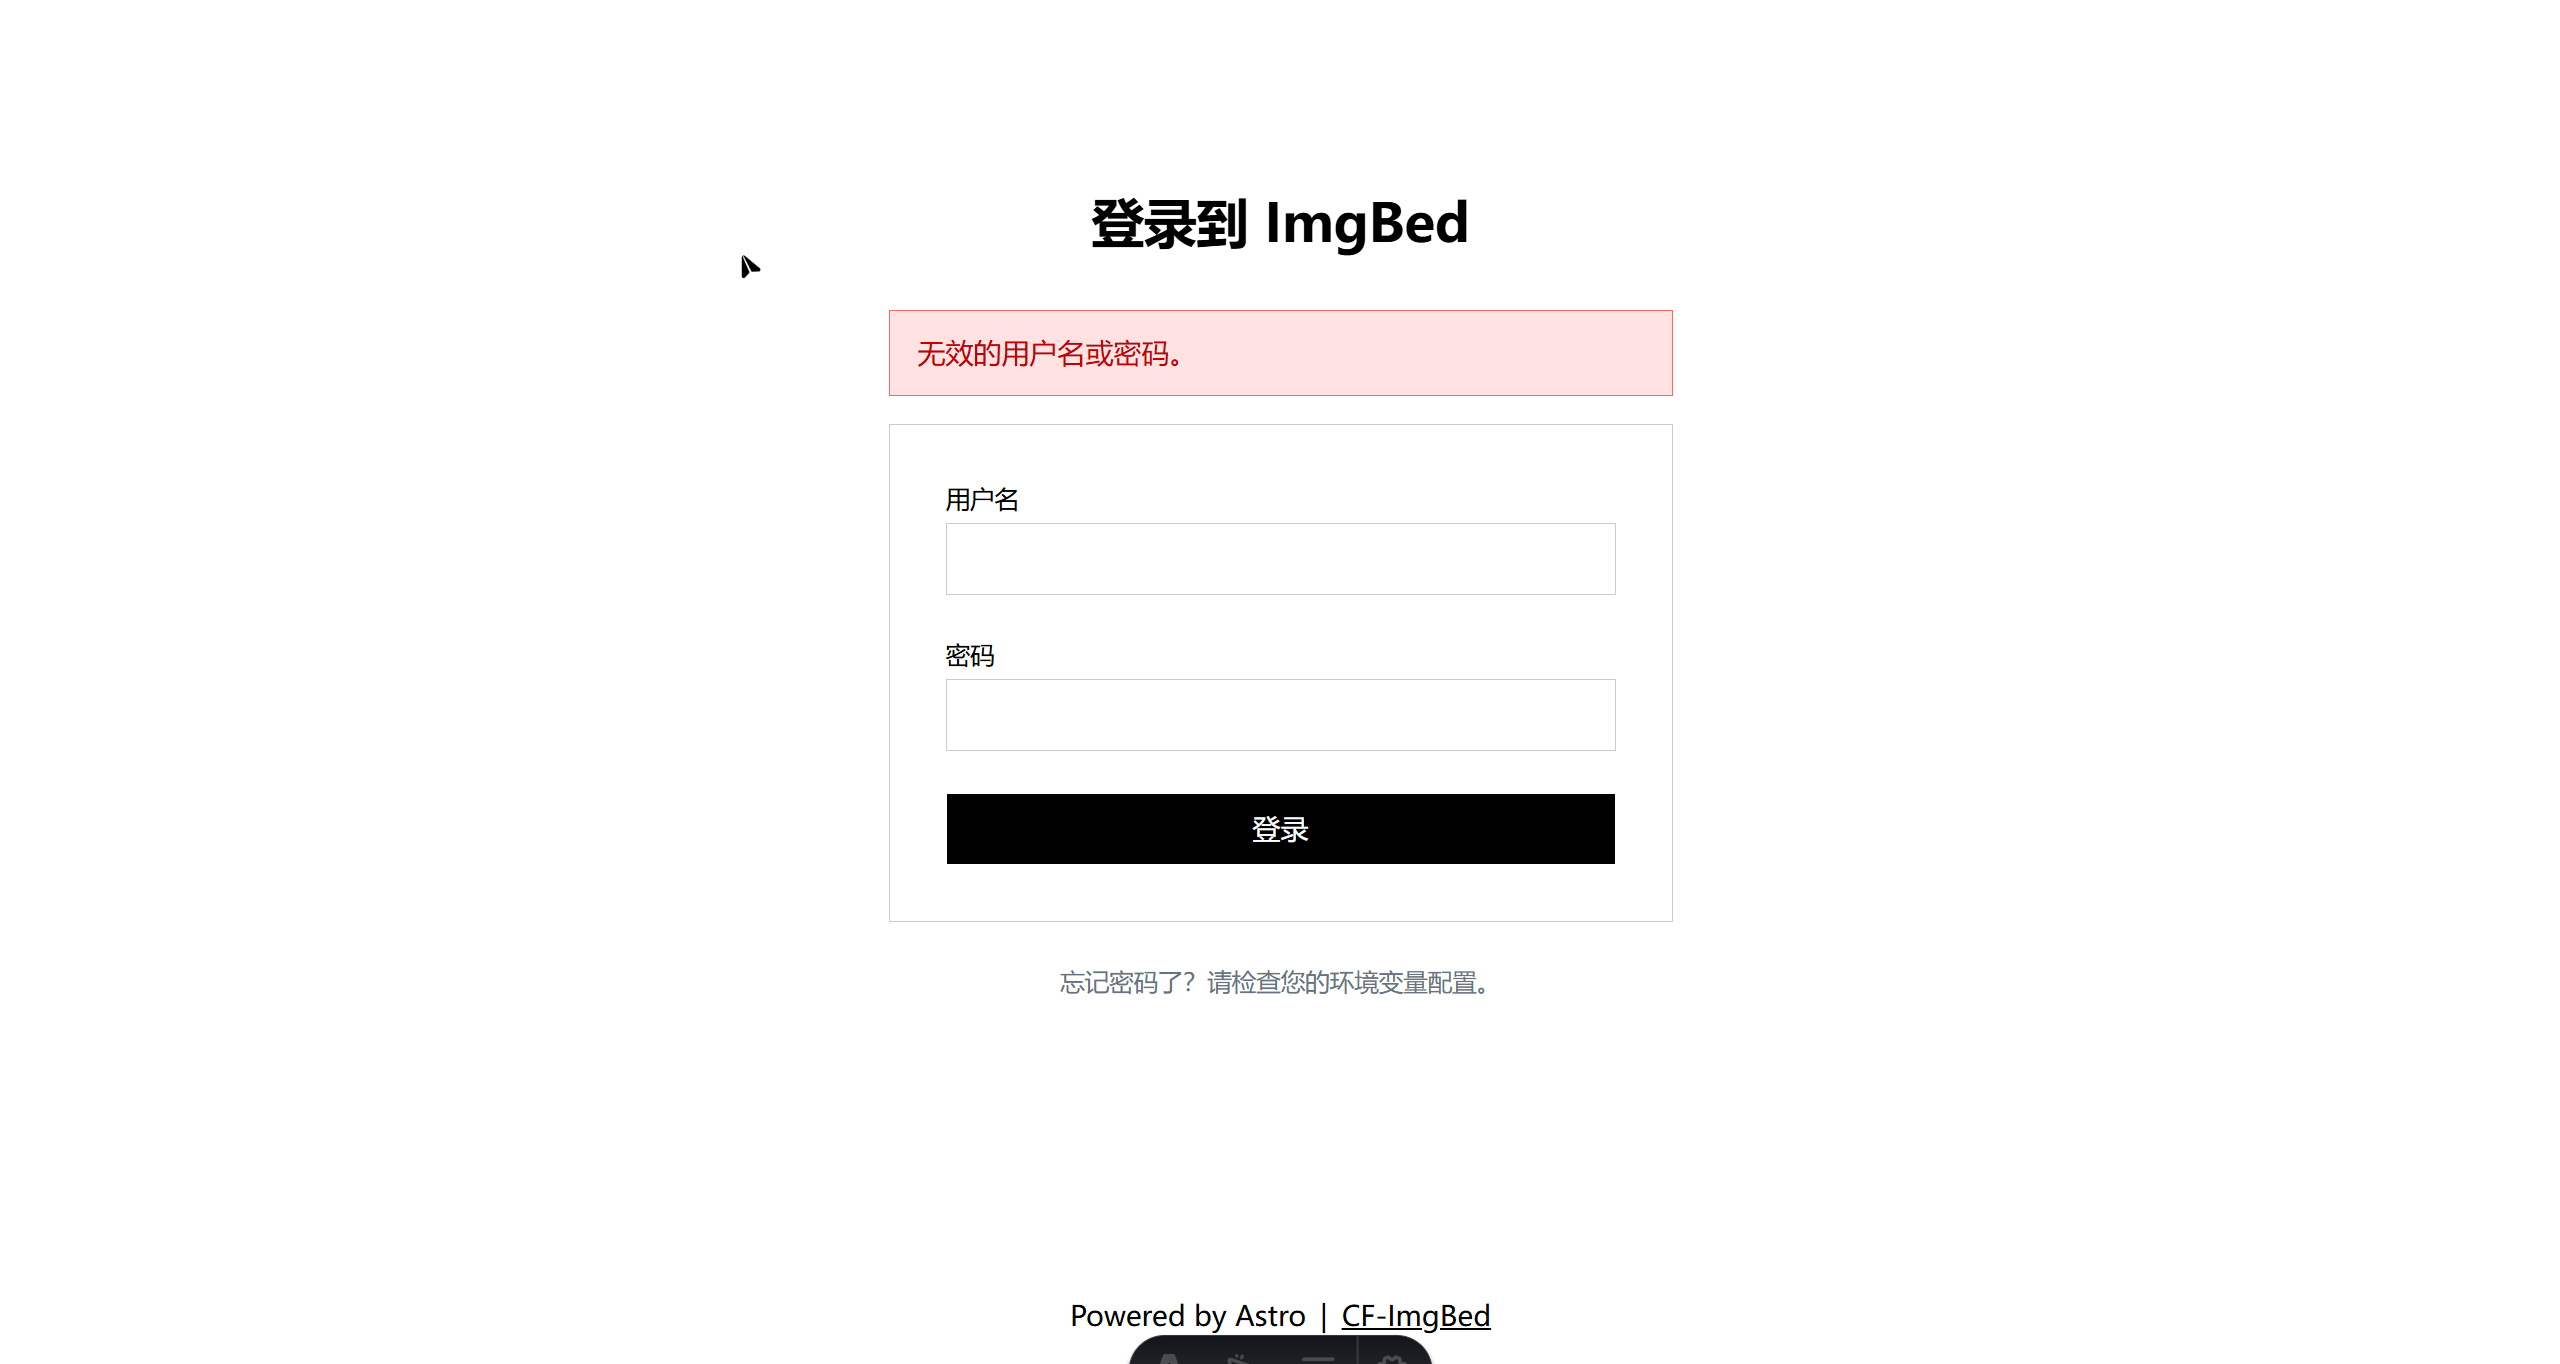 登录到 ImgBed
无效的用户名或密码。
用户名
密码
登录
忘记密码了？请检查您的环境变量配置。
Powered by Astro | CF-ImgBed